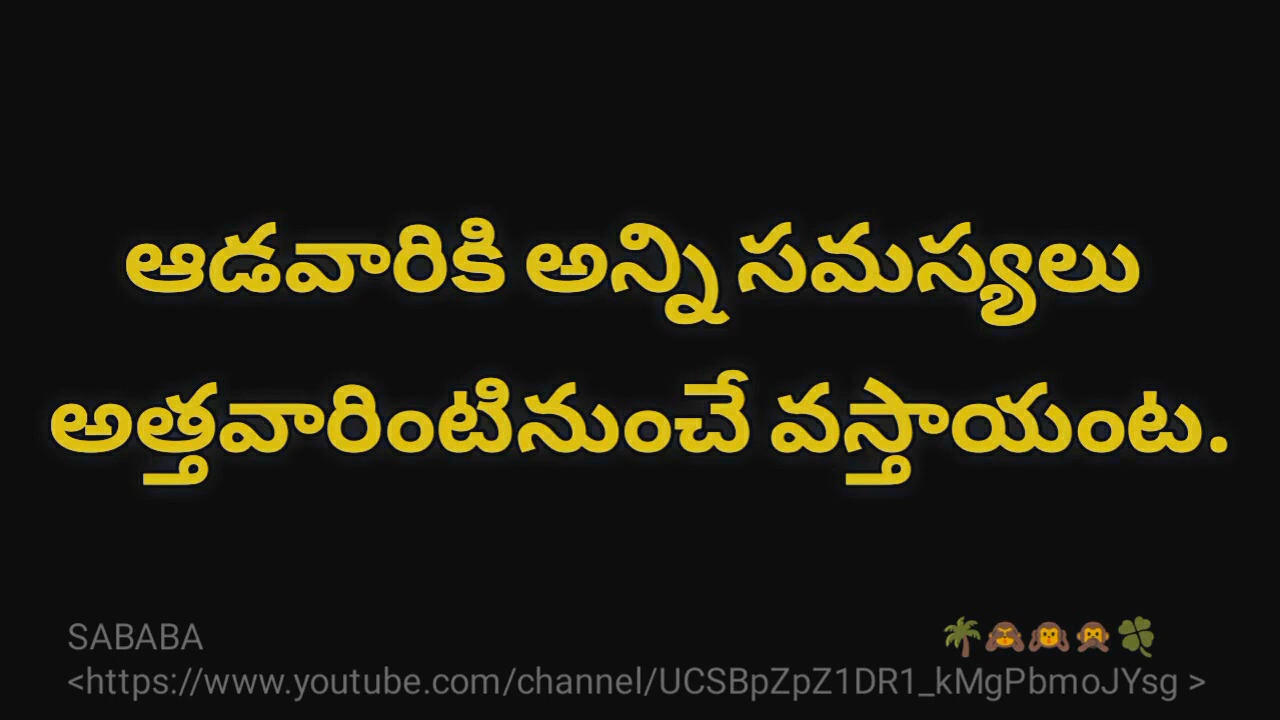 ఆడవారికి అన్ని సమస్యలు
అత్తవారింటినుంచే వస్తాయంట.
SABABA 🌴🙈🙉🙊🍀
<https://www.youtube.com/channel/UCSBpZpZ1DR1_kMgPbmoJYsg >